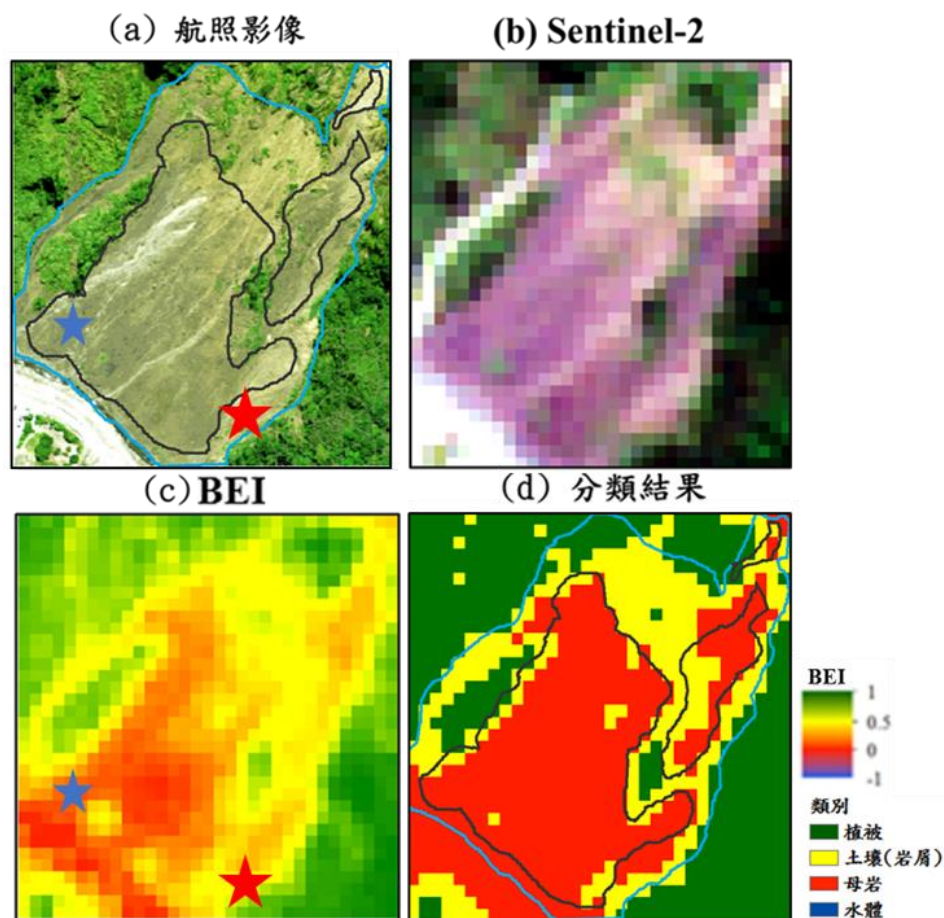 (a) 航照影像
(b) Sentinel-2
(c) BEI
(d) 分類結果
BEI
1
0.5
0
-1
類別
植被
土壤(岩屑)
母岩
水體